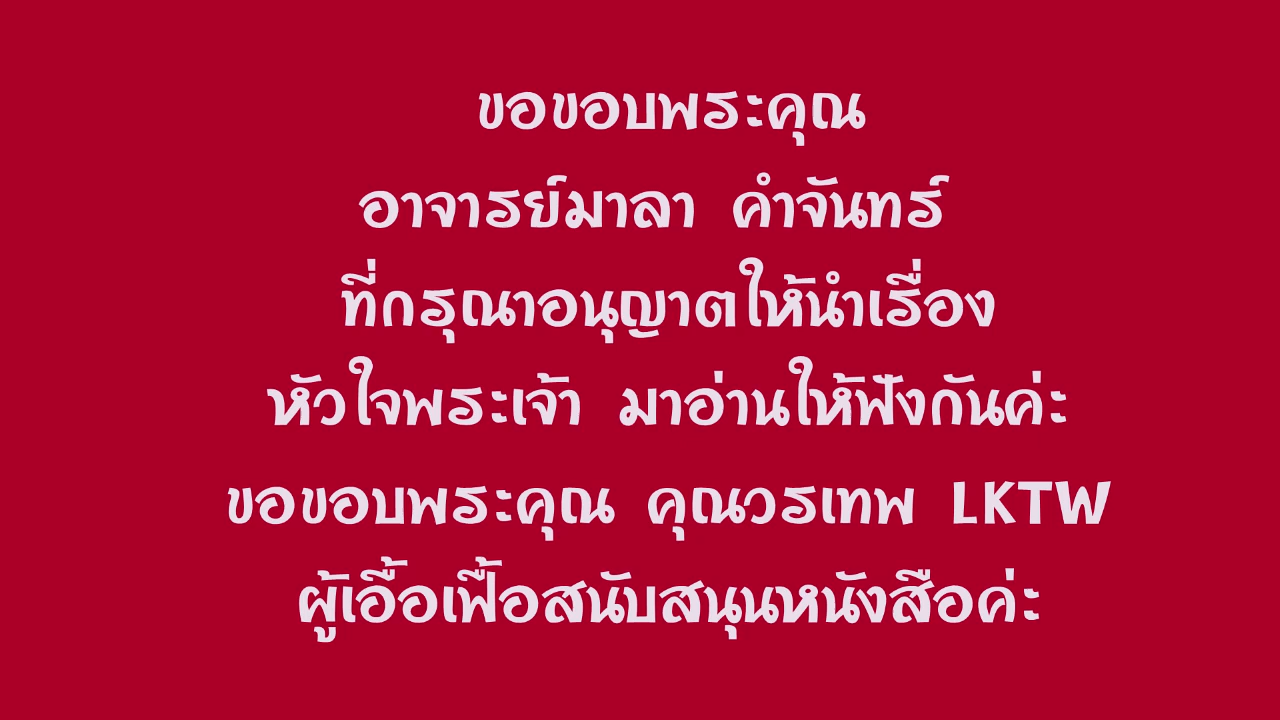 ขอขอบพระคุณ
อาจารย์มาลา คำจันทร์
ที่กรุณาอนุญาตให้นำเรื่อง
หัวใจพระเจ้า มาอ่านให้ฟังกันค่ะ
ขอขอบพระคุณ คุณวรเทพ LKTW
ผู้เอื้อเฟื้อสนับสนุนหนังสือค่ะ